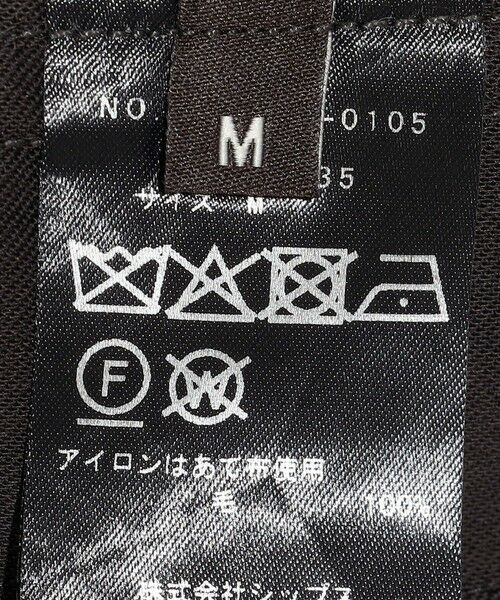 NO. M -0105
35
サイズ M
F W
アイロンはあて布使用
毛 100%
株式会社シップス